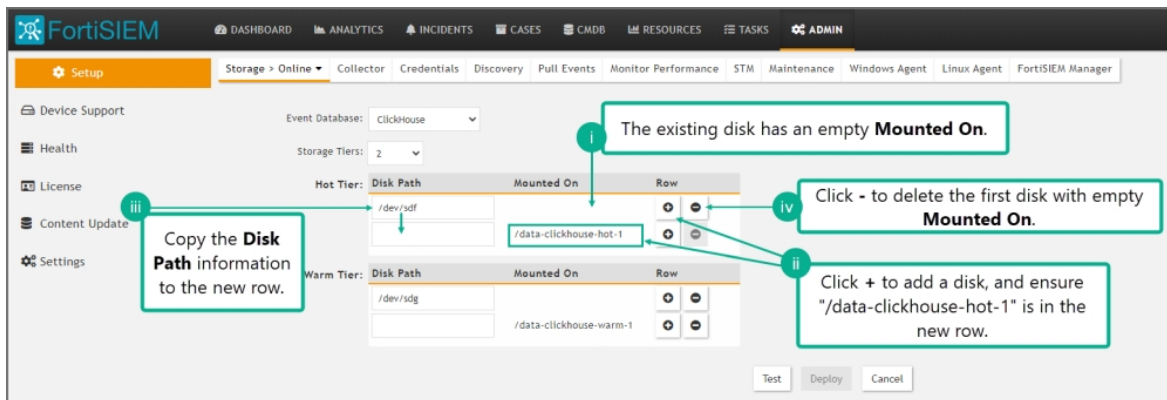 FortiSIEM
DASHBOARD ANALYTICS INCIDENTS CASES CMDB RESOURCES TASKS ADMIN
Setup
Storage > Online Collector Credentials Discovery Pull Events Monitor Performance STM Maintenance Windows Agent Linux Agent FortiSIEM Manager
Device Support
Health
License
Content Update
Settings
Event Database: ClickHouse
Storage Tiers: 2
i
The existing disk has an empty Mounted On.
Hot Tier: Disk Path Mounted On Row
/dev/sdf
/data-clickhouse-hot-1
iv
Click - to delete the first disk with empty
Mounted On.
iii
Copy the Disk
Path information
to the new row.
ii
Click + to add a disk, and ensure
"/data-clickhouse-hot-1" is in the
new row.
Warm Tier: Disk Path Mounted On Row
/dev/sdg
/data-clickhouse-warm-1
Test Deploy Cancel